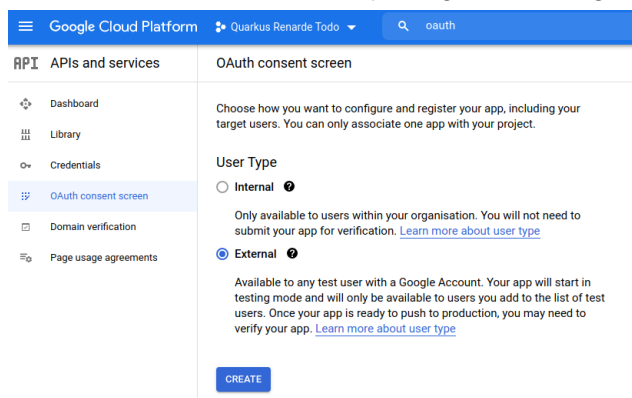 Google Cloud Platform
Quarkus Renarde Todo
oauth
API APIs and services
OAuth consent screen
Dashboard
Library
Credentials
OAuth consent screen
Domain verification
Page usage agreements
Choose how you want to configure and register your app, including your
target users. You can only associate one app with your project.
User Type
Internal
Only available to users within your organisation. You will not need to
submit your app for verification. Learn more about user type
External
Available to any test user with a Google Account. Your app will start in
testing mode and will only be available to users you add to the list of test
users. Once your app is ready to push to production, you may need to
verify your app. Learn more about user type
CREATE